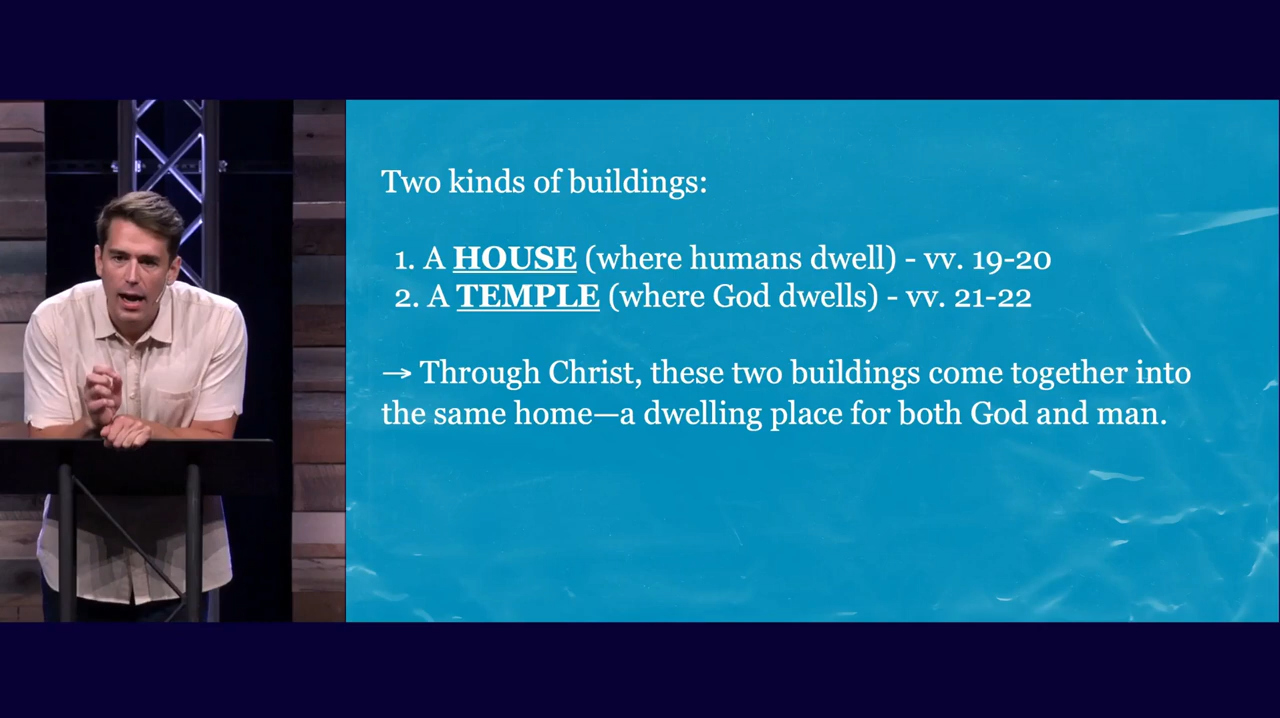 Two kinds of buildings:
1. A HOUSE (where humans dwell) - vv. 19-20
2. A TEMPLE (where God dwells) - vv. 21-22
→ Through Christ, these two buildings come together into
the same home—a dwelling place for both God and man.